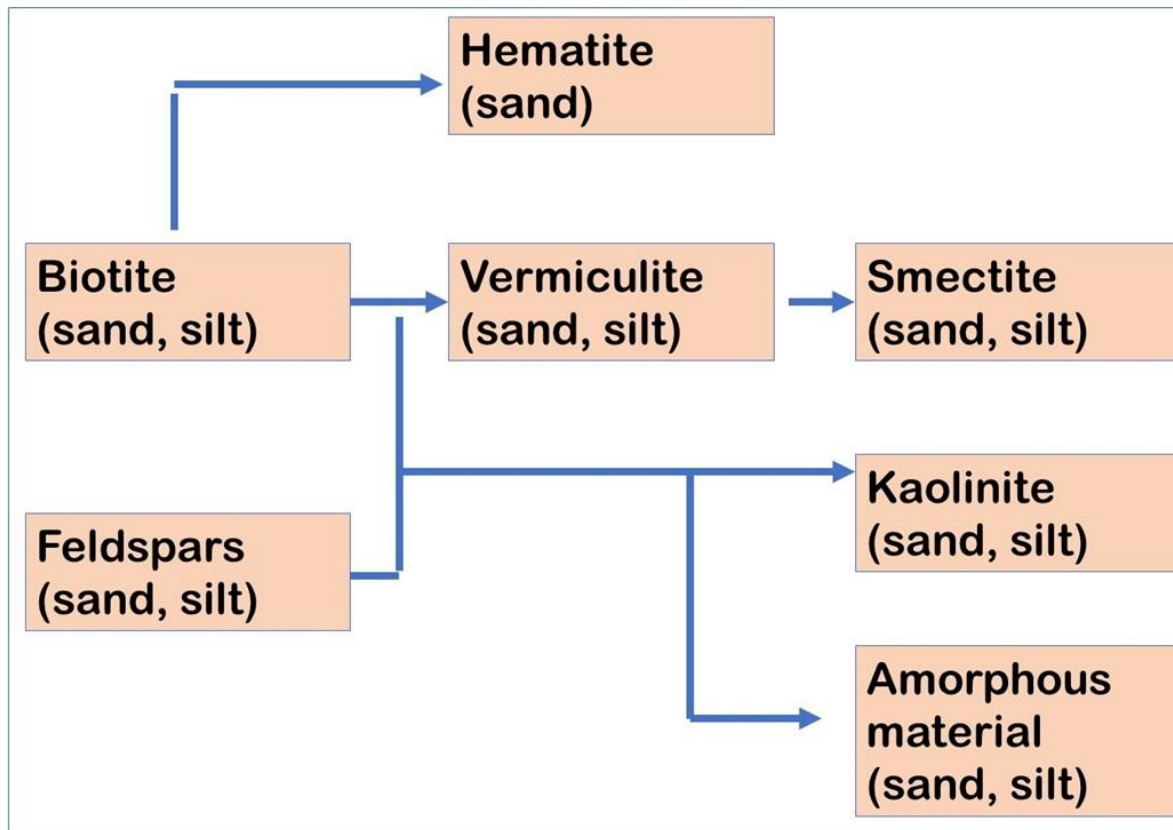 Hematite
(sand)
Biotite
(sand, silt)
Vermiculite
(sand, silt)
Smectite
(sand, silt)
Kaolinite
(sand, silt)
Feldspars
(sand, silt)
Amorphous
material
(sand, silt)